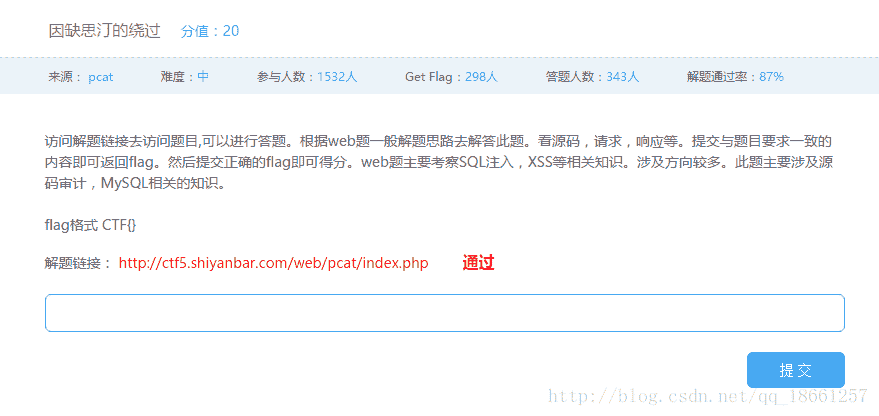 因缺思汀的绕过 分值：20
来源： pcat 难度：中 参与人数：1532人 Get Flag：298人 答题人数：343人 解题通过率：87%
访问解题链接去访问题目,可以进行答题。根据web题一般解题思路去解答此题。看源码，请求，响应等。提交与题目要求一致的
内容即可返回flag。然后提交正确的flag即可得分。web题主要考察SQL注入，XSS等相关知识。涉及方向较多。此题主要涉及源
码审计，MySQL相关的知识。
flag格式 CTF{}
解题链接： http://ctf5.shiyanbar.com/web/pcat/index.php 通过
提 交
http://blog.csdn.net/qq_18661257